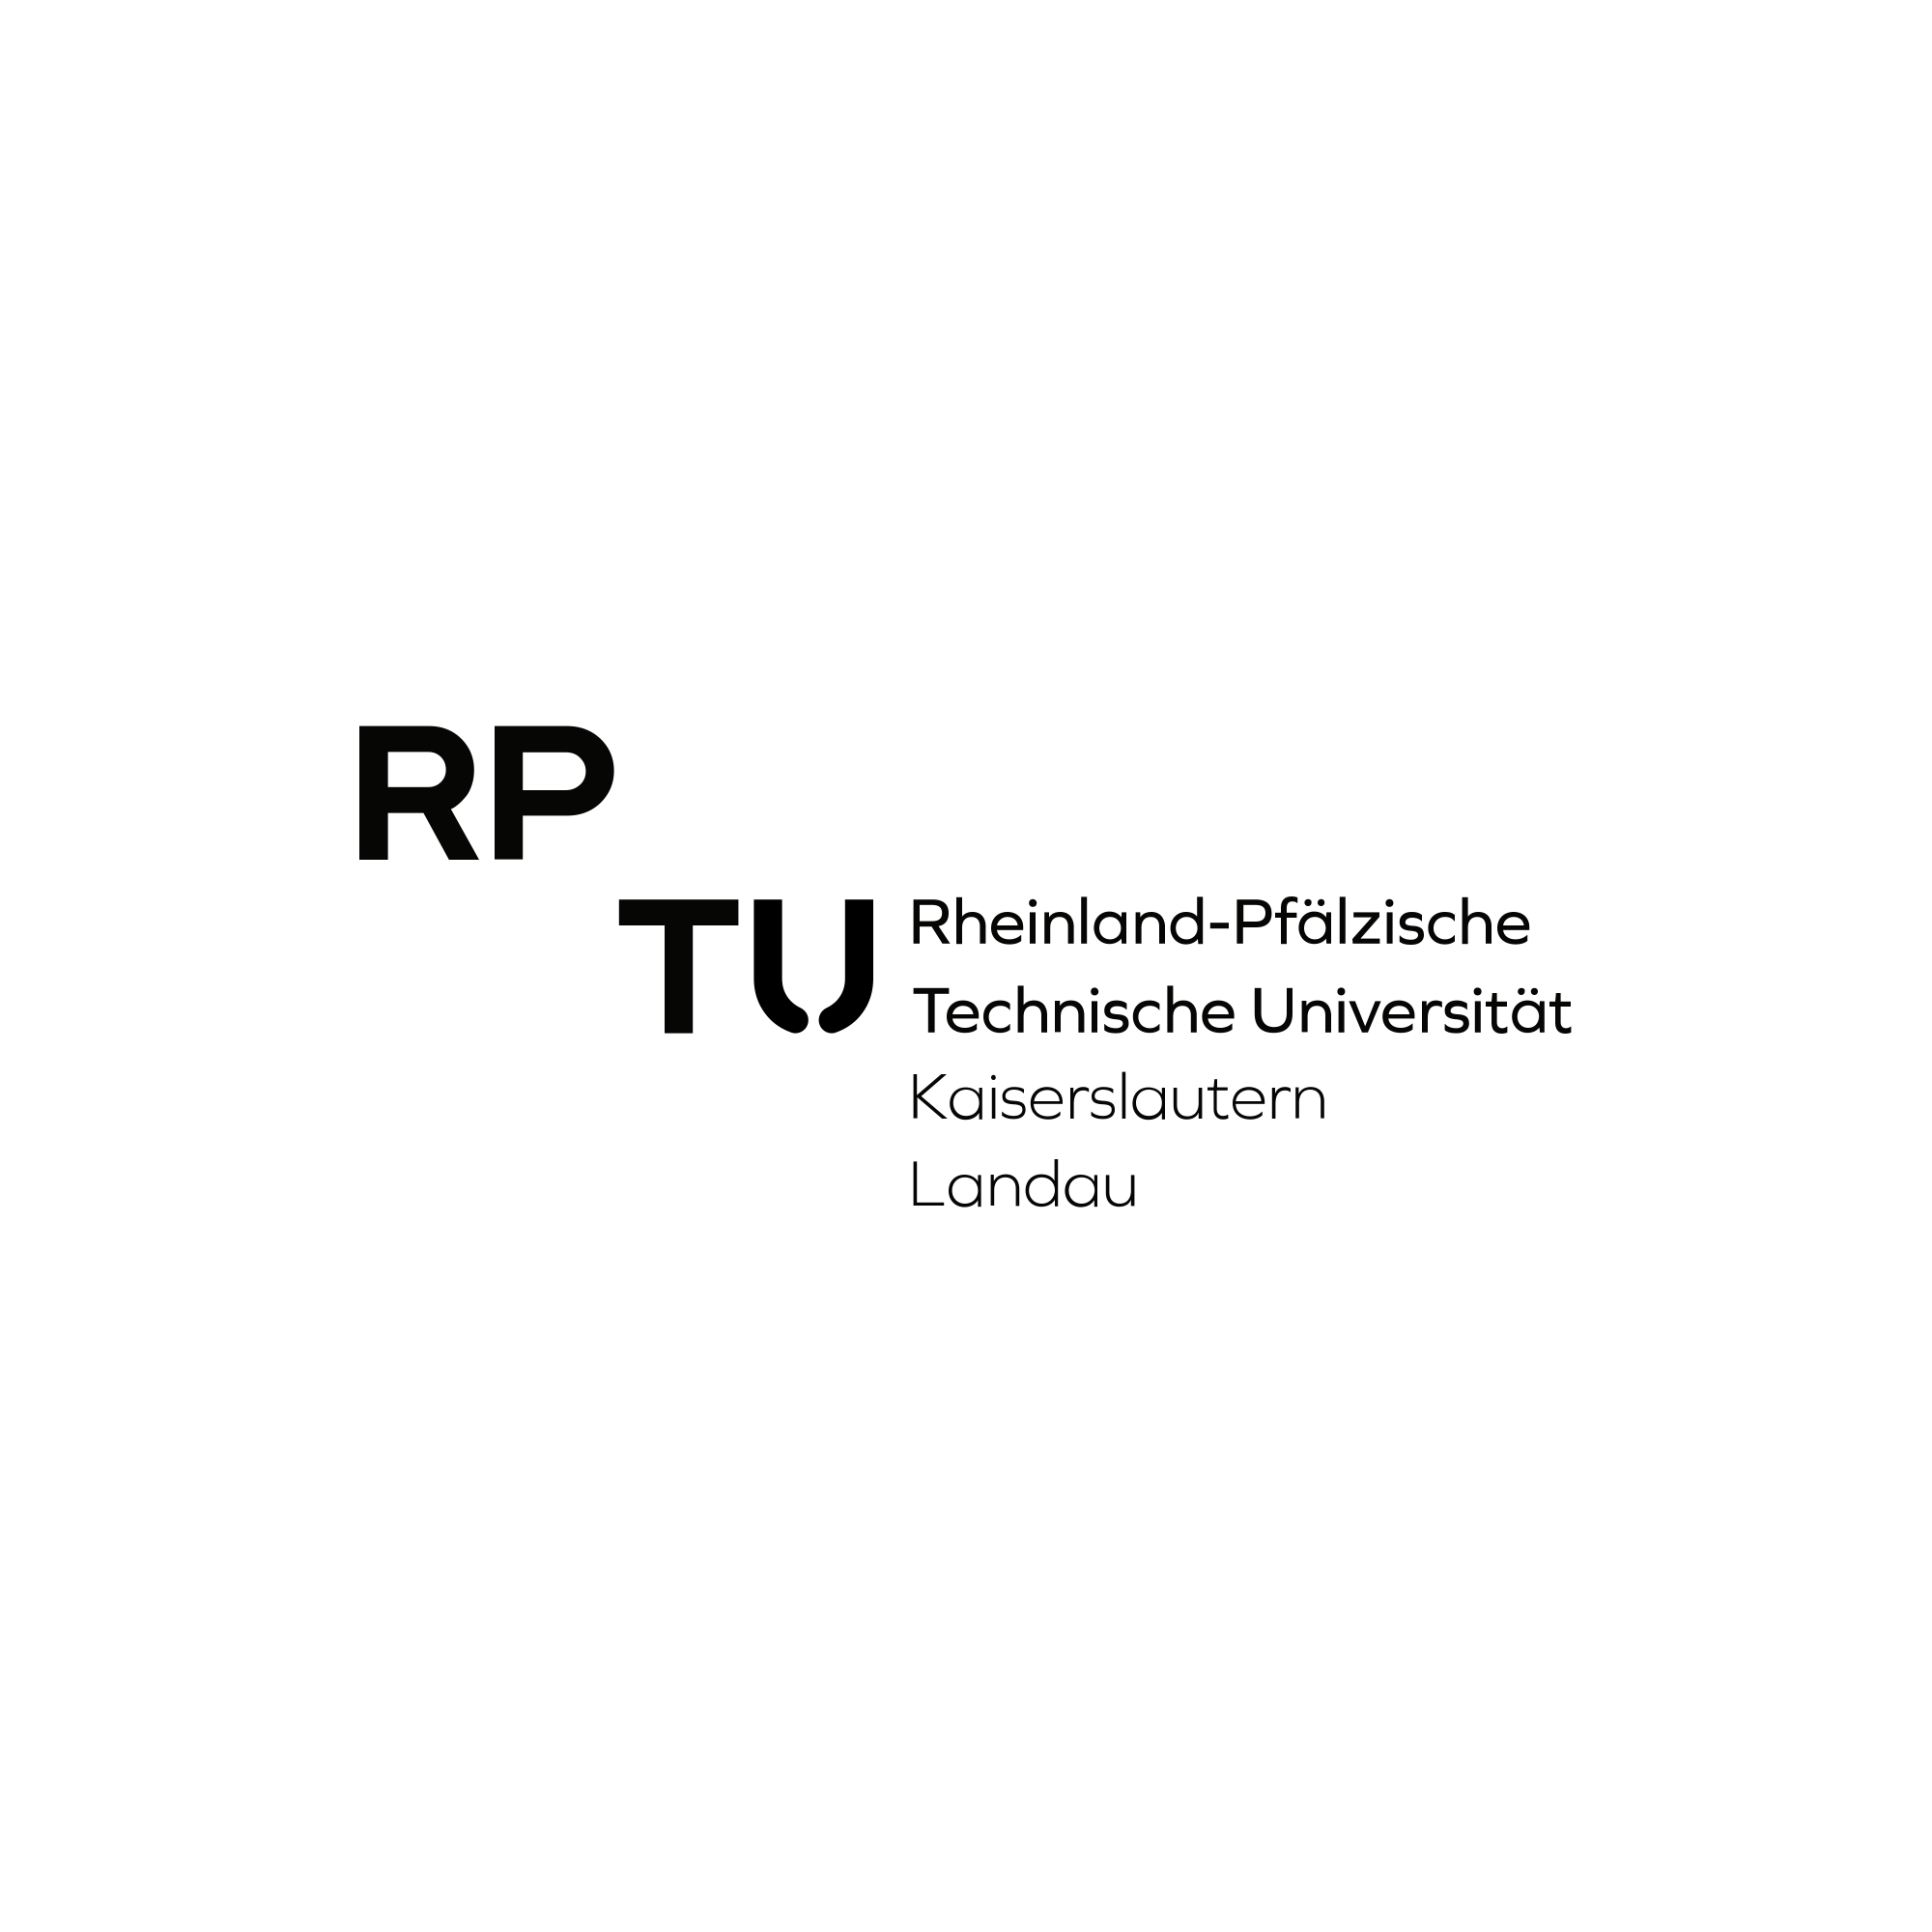 RP
TU
Rheinland-Pfälzische
Technische Universität
Kaiserslautern
Landau